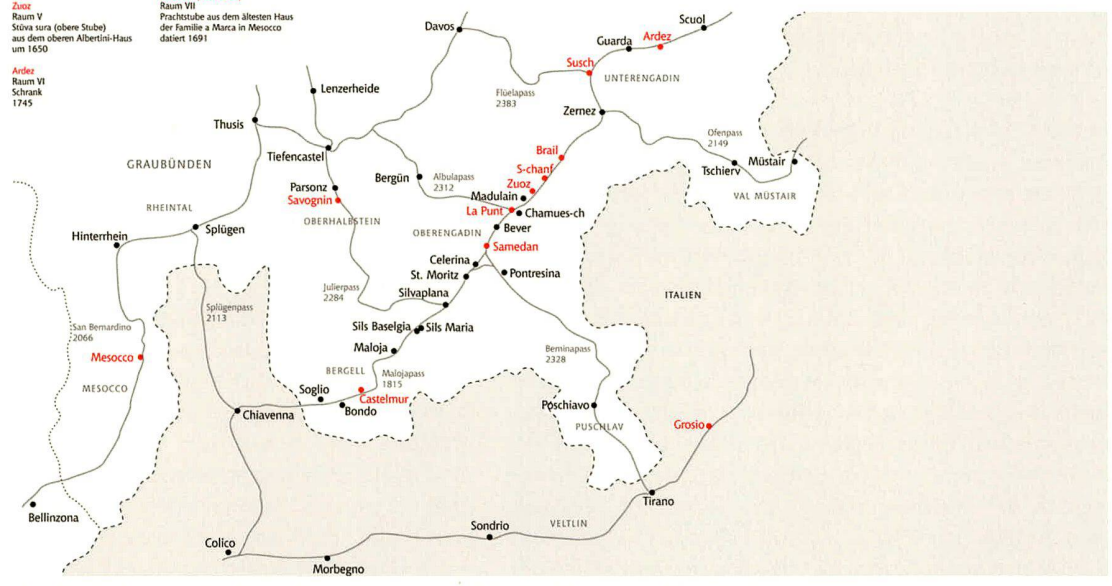 Zuoz
Raum V
Stüva sura (obere Stube)
aus dem oberen Albertini-Haus
um 1650
Ardez
Raum VI
Schrank
1745
Raum VII
Prachtstube aus dem ältesten Haus
der Familie a Marca in Mesocco
datiert 1691
Davos
Scuol
Guarda
Ardez
Susch
UNTERENGADIN
Flüelapass
2383
Lenzerheide
Zernez
Thusis
Ofenpass
2149
Tiefencastel
Brail
GRAUBÜNDEN
Müstair
Tschierv
S-chanf
Bergün
Albulapass
2312
Zuoz
Parsonz
Madulain
VAL MÜSTAIR
Savognin
RHEINTAL
La Punt
Chamues-ch
OBERHALBSTEIN
Splügen
Bever
OBERENGADIN
Hinterrhein
Samedan
Celerina
St. Moritz
Pontresina
Julierpass
2284
Silvaplana
ITALIEN
Splügenpass
2113
San Bernardino
2066
Sils Baselgia
Sils Maria
Maloja
Berninapass
2328
Mesocco
BERGELL
Malojapass
1815
MESOCCO
Soglio
Castelmur
Bondo
Chiavenna
Poschiavo
PUSCHLAV
Grosio
Tirano
Bellinzona
Sondrio
VELTLIN
Colico
Morbegno